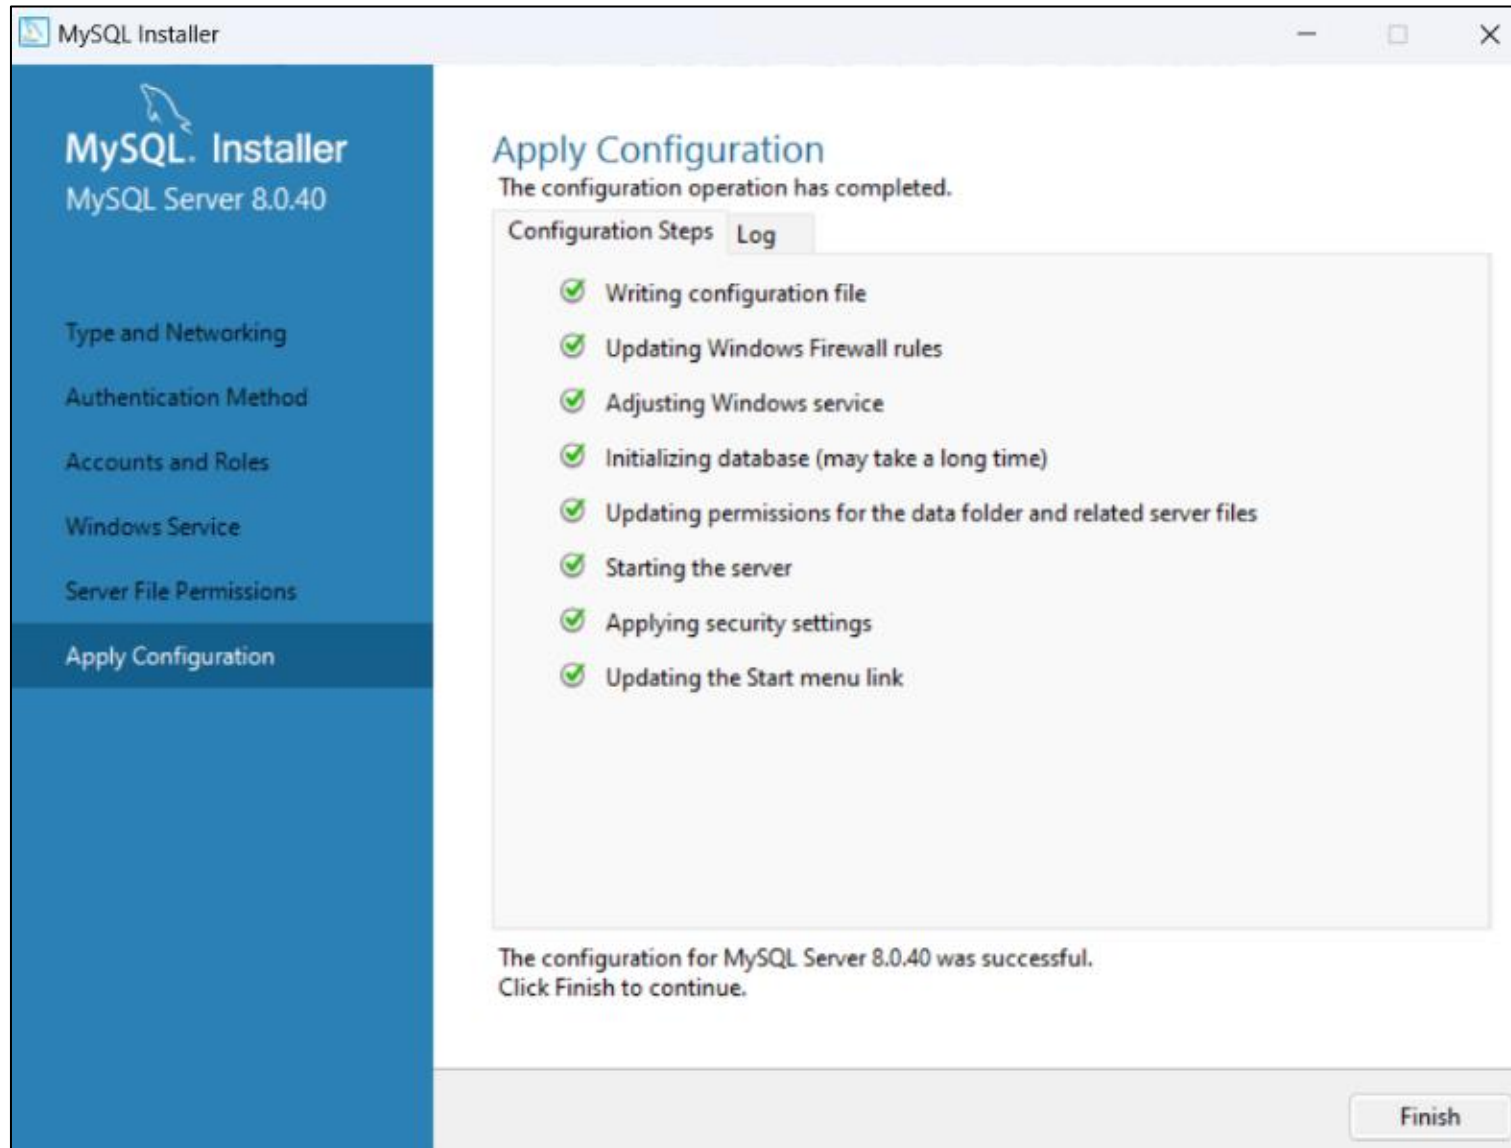 MySQL Installer
MySQL. Installer
MySQL Server 8.0.40
Type and Networking
Authentication Method
Accounts and Roles
Windows Service
Server File Permissions
Apply Configuration
Apply Configuration
The configuration operation has completed.
Configuration Steps Log
Writing configuration file
Updating Windows Firewall rules
Adjusting Windows service
Initializing database (may take a long time)
Updating permissions for the data folder and related server files
Starting the server
Applying security settings
Updating the Start menu link
The configuration for MySQL Server 8.0.40 was successful.
Click Finish to continue.
Finish